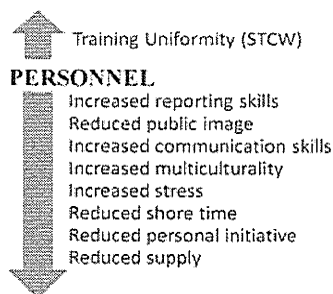 Training Uniformity (STCW)
PERSONNEL
Increased reporting skills
Reduced public image
Increased communication skills
Increased multiculturality
Increased stress
Reduced shore time
Reduced personal initiative
Reduced supply